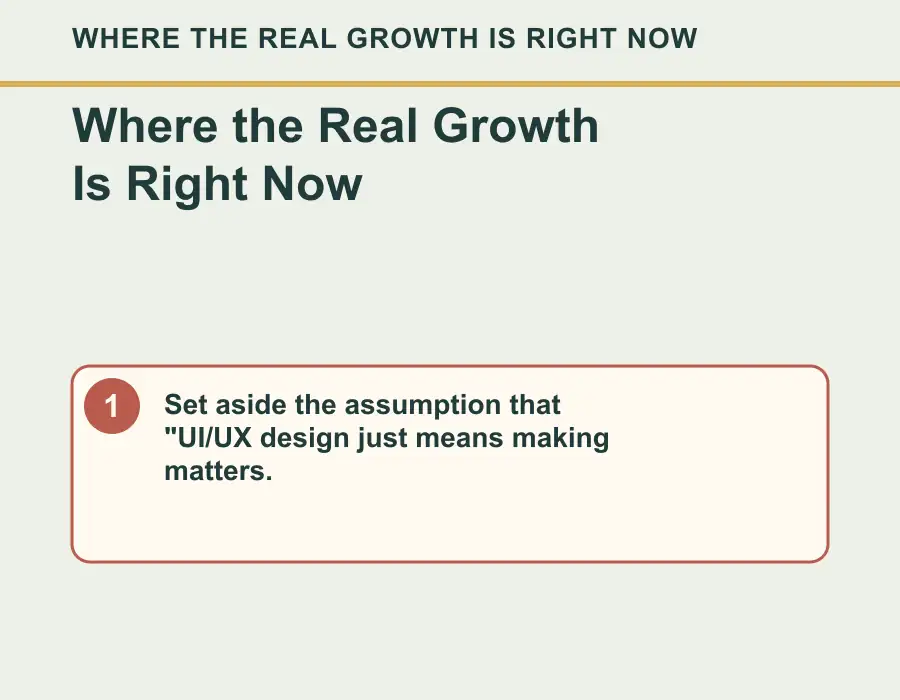 WHERE THE REAL GROWTH IS RIGHT NOW
Where the Real Growth
Is Right Now
1
Set aside the assumption that
"UI/UX design just means making
matters.